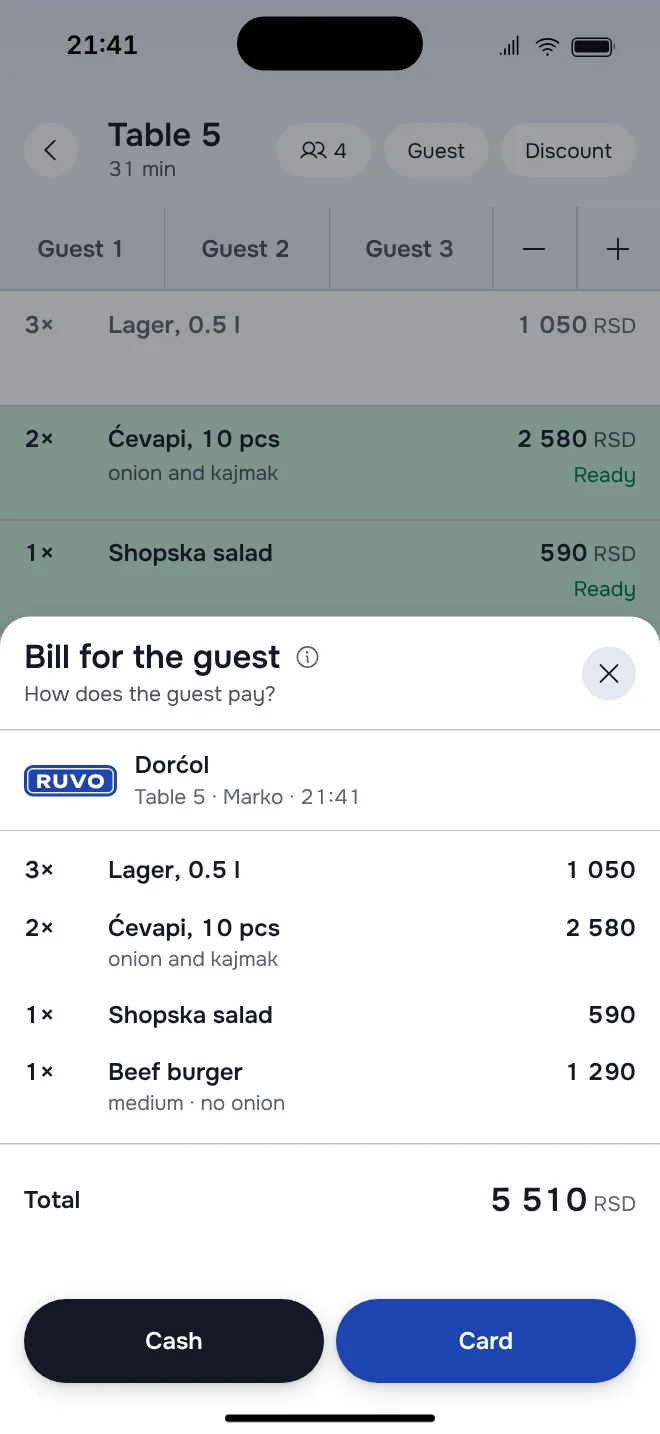 21:41
Table 5
31 min
4
Guest
Discount
Guest 1
Guest 2
Guest 3
3× Lager, 0.5 l 1 050 RSD
2× Ćevapi, 10 pcs 2 580 RSD
onion and kajmak Ready
1× Shopska salad 590 RSD
Ready
Bill for the guest
How does the guest pay?
RUVO
Dorćol
Table 5 · Marko · 21:41
3× Lager, 0.5 l 1 050
2× Ćevapi, 10 pcs 2 580
onion and kajmak
1× Shopska salad 590
1× Beef burger 1 290
medium · no onion
Total 5 510 RSD
Cash
Card